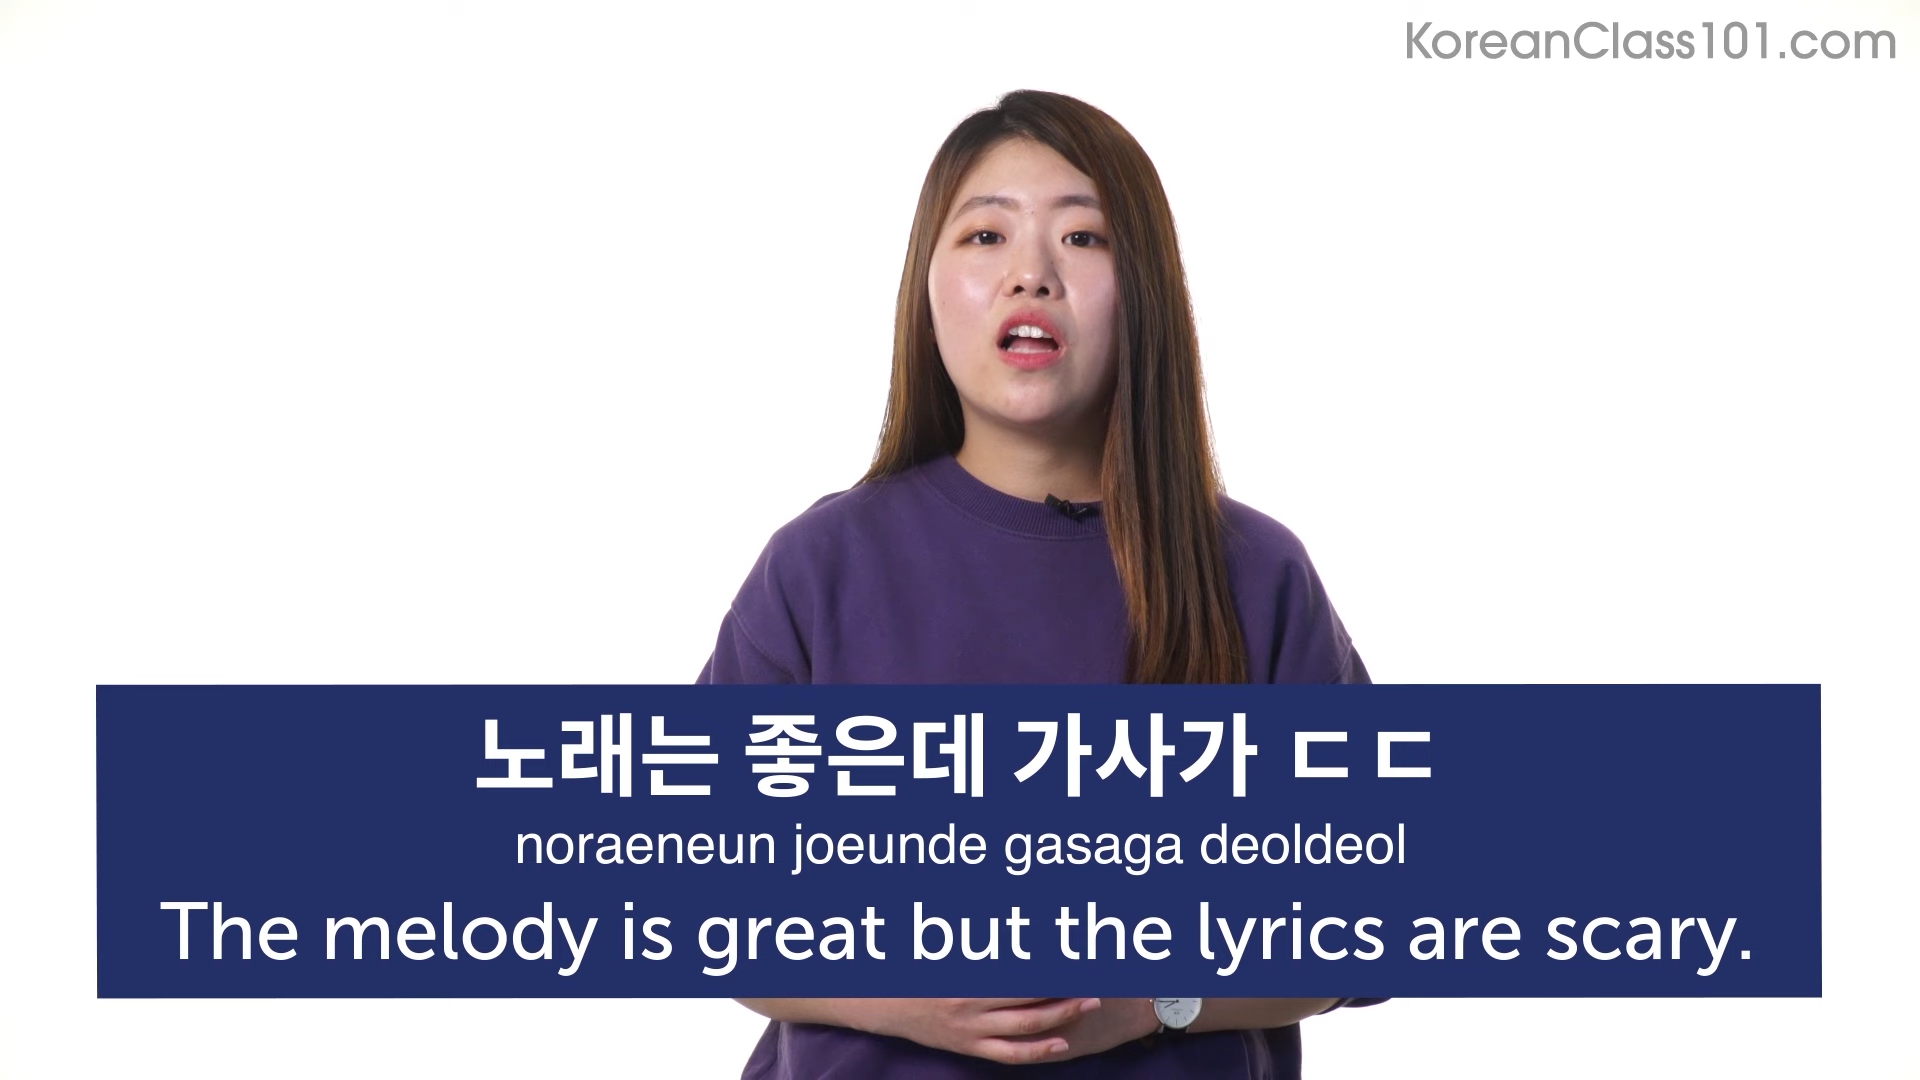 KoreanClass101.com
노래는 좋은데 가사가 ㄷㄷ
noraeneun joeunde gasaga deoldeol
The melody is great but the lyrics are scary.